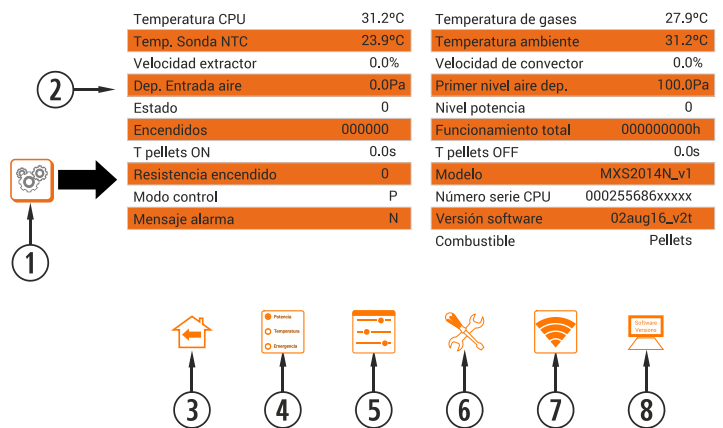 Temperatura CPU 31.2ºC
Temp. Sonda NTC 23.9ºC
Velocidad extractor 0.0%
Dep. Entrada aire 0.0Pa
Estado 0
Encendidos 000000
T pellets ON 0.0s
Resistencia encendido 0
Modo control P
Mensaje alarma N
Temperatura de gases 27.9ºC
Temperatura ambiente 31.2ºC
Velocidad de convector 0.0%
Primer nivel aire dep. 100.0Pa
Nivel potencia 0
Funcionamiento total 000000000h
T pellets OFF 0.0s
Modelo MXS2014N_v1
Número serie CPU 000255686xxxxx
Versión software 02aug16_v2t
Combustible Pellets
2
1
Potencia
Temperatura
Emergencia
Software
Versions
3 4 5 6 7 8